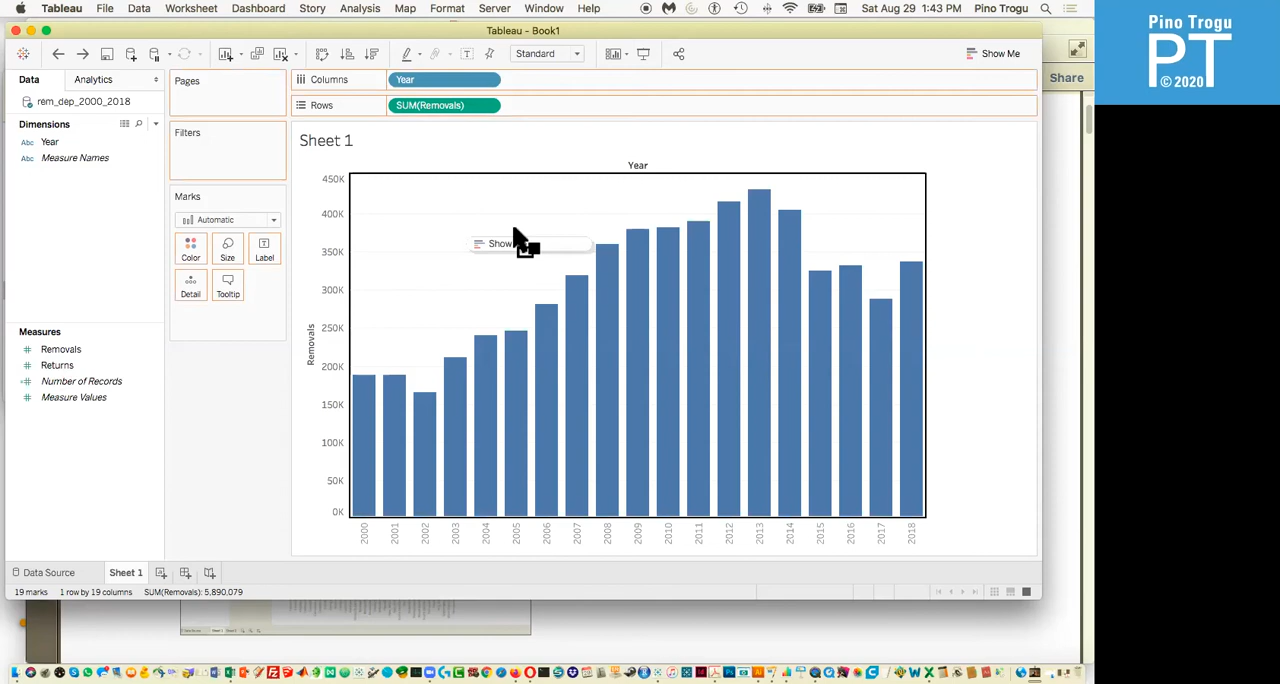 Tableau File Data Worksheet Dashboard Story Analysis Map Format Server Window Help Sat Aug 29 1:43 PM Pino Trogu
Pino Trogu
PT
© 2020
Tableau - Book1
Standard
Show Me
Share
Data Analytics
Pages
Columns
Year
rem_dep_2000_2018
Rows
SUM(Removals)
Dimensions
Filters
Abc Year
Abc Measure Names
Sheet 1
Marks
Automatic
Color Size Label
Detail Tooltip
Measures
Removals
Returns
Number of Records
Measure Values
Year
Show
Removals
450K
400K
350K
300K
250K
200K
150K
100K
50K
0K
2000 2001 2002 2003 2004 2005 2006 2007 2008 2009 2010 2011 2012 2013 2014 2015 2016 2017 2018
Data Source Sheet 1
19 marks 1 row by 19 columns SUM(Removals): 5,890,079